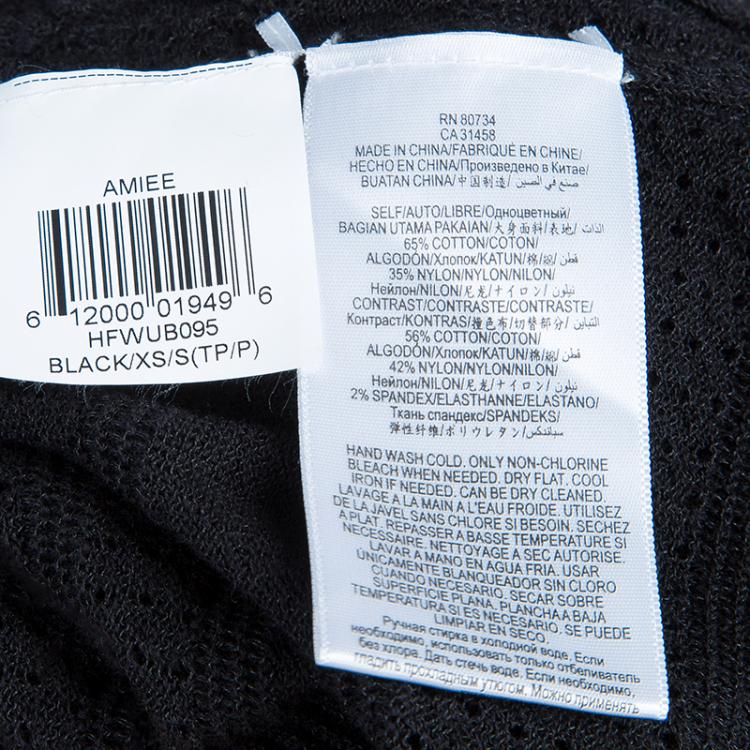 AMIEE
6 12000 01949 6
HFWUB095
BLACK/XS/S(TP/P)
RN 80734
CA 31458
MADE IN CHINA/FABRIQUÉ EN CHINE/
HECHO EN CHINA/Произведено в Китае/
BUATAN CHINA/中国制造/ صنع في الصين/
SELF/AUTO/LIBRE/Одноцветный/
BAGIAN UTAMA PAKAIAN/大身面料/表地/ الذات/
65% COTTON/COTON/
ALGODÓN/Хлопок/KATUN/棉/綿/ قطن/
35% NYLON/NYLON/NILON/
Нейлон/NILON/尼龙/ナイロン/ نيلون/
CONTRAST/CONTRASTE/CONTRASTE/
Контраст/KONTRAS/撞色布/切替部分/ التباين/
56% COTTON/COTON/
ALGODÓN/Хлопок/KATUN/棉/綿/ قطن/
42% NYLON/NYLON/NILON/
Нейлон/NILON/尼龙/ナイロン/ نيلون/
2% SPANDEX/ELASTHANNE/ELASTANO/
Ткань спандекс/SPANDEKS/
弹性纤维/ポリウレタン/ سباندكس/
HAND WASH COLD. ONLY NON-CHLORINE
BLEACH WHEN NEEDED. DRY FLAT. COOL
IRON IF NEEDED. CAN BE DRY CLEANED.
LAVAGE A LA MAIN A L'EAU FROIDE. UTILISEZ
DE LA JAVEL SANS CHLORE SI BESOIN. SECHEZ
A PLAT. REPASSER A BASSE TEMPERATURE SI
NECESSAIRE. NETTOYAGE A SEC AUTORISE.
LAVAR A MANO EN AGUA FRIA. USAR
ÚNICAMENTE BLANQUEADOR SIN CLORO
CUANDO NECESARIO. SECAR SOBRE
SUPERFICIE PLANA. PLANCHA A BAJA
TEMPERATURA SI ES NECESARIO. SE PUEDE
LIMPIAR EN SECO.
Ручная стирка в холодной воде. Если
необходимо, использовать только отбеливатель
без хлора. Дать стечь воде. Если необходимо,
гладить прохладным утюгом. Можно применять